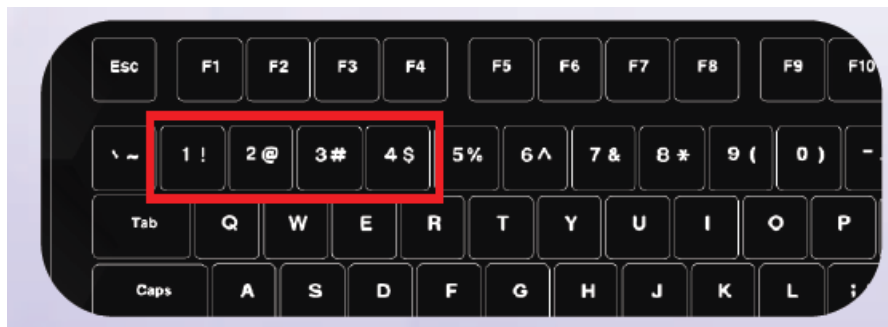 Esc F1 F2 F3 F4 F5 F6 F7 F8 F9 F10
` ~ 1 ! 2 @ 3 # 4 $ 5 % 6 ^ 7 & 8 * 9 ( 0 ) -
Tab Q W E R T Y U I O P
Caps A S D F G H J K L ;